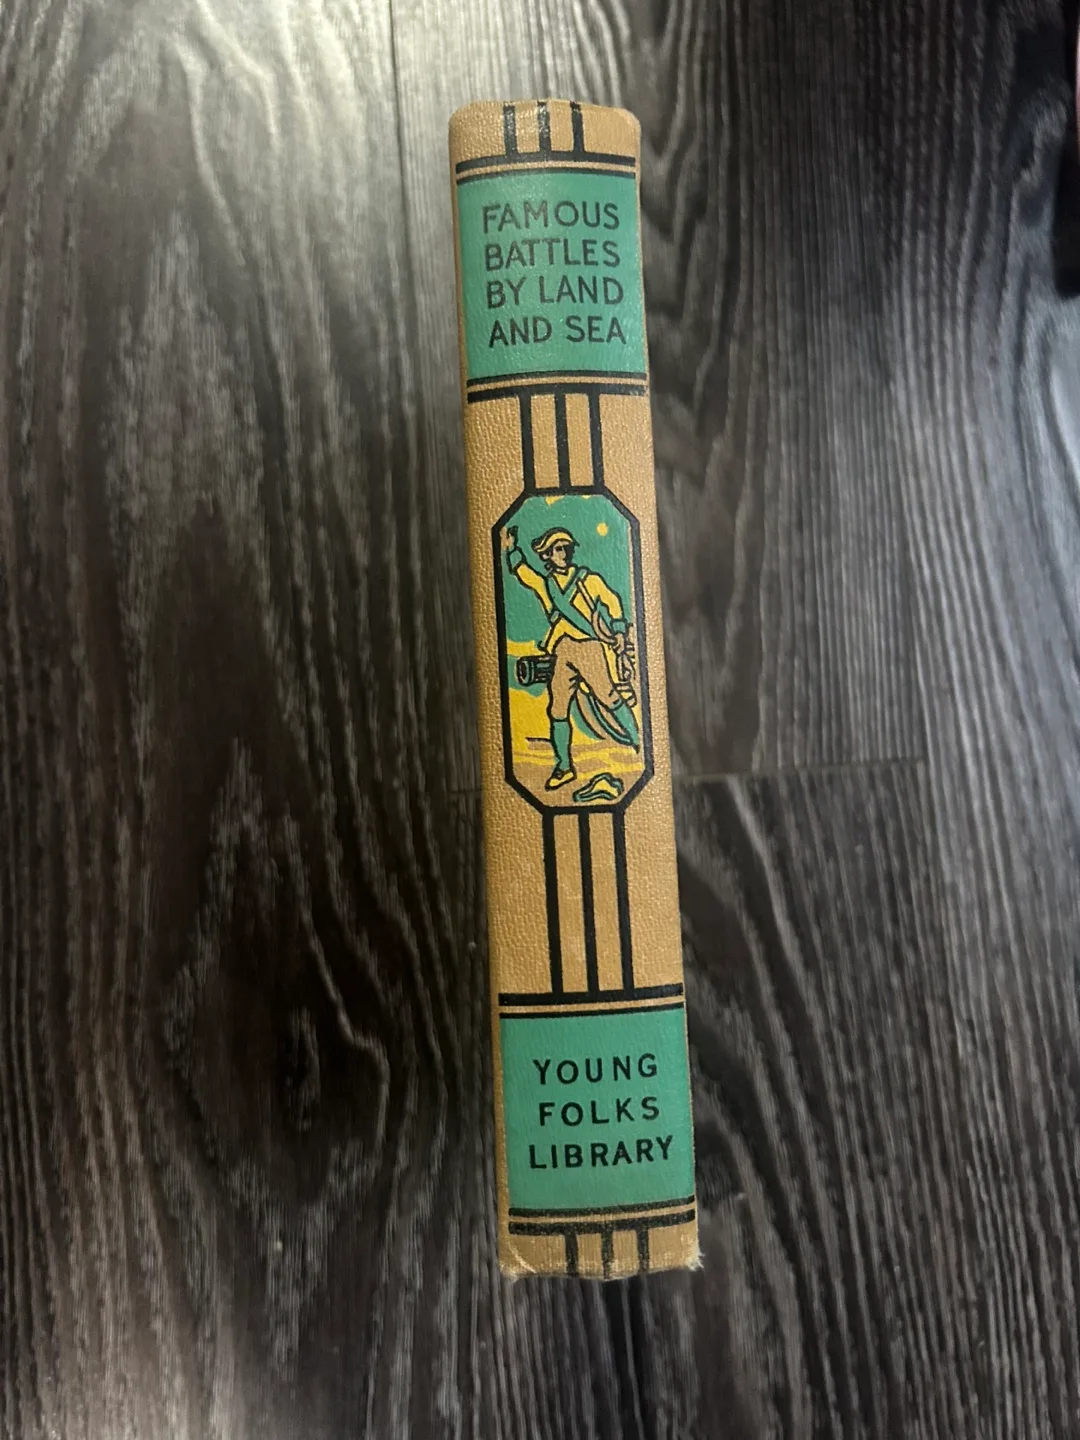 FAMOUS
BATTLES
BY LAND
AND SEA
YOUNG
FOLKS
LIBRARY